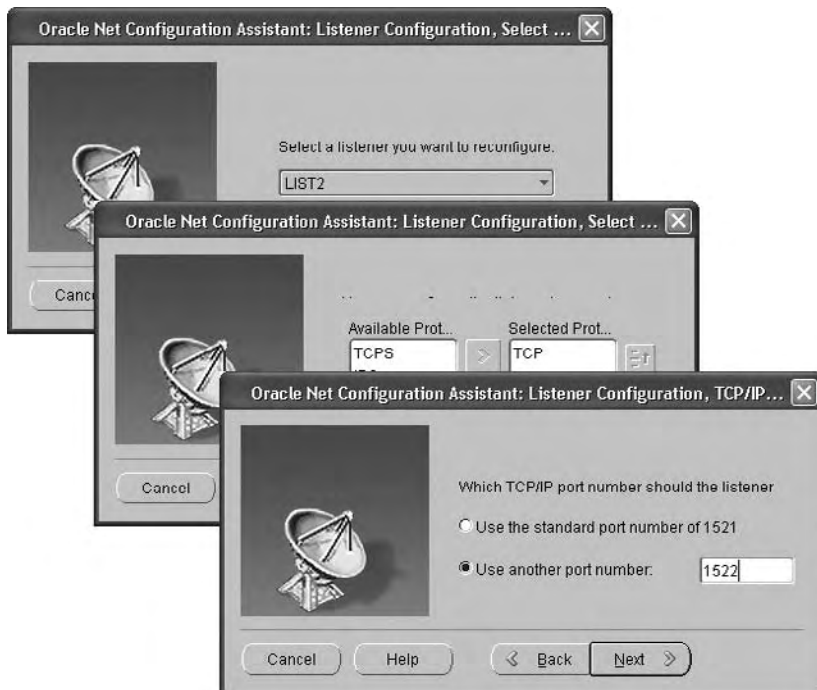 Oracle Net Configuration Assistant: Listener Configuration, Select ...
Select a listener you want to reconfigure.
LIST2
Oracle Net Configuration Assistant: Listener Configuration, Select ...
Available Prot...
Selected Prot...
TCPS
TCP
Cancel
Oracle Net Configuration Assistant: Listener Configuration, TCP/IP...
Which TCP/IP port number should the listener
Use the standard port number of 1521
Use another port number:
1522
Cancel
Help
Back
Next